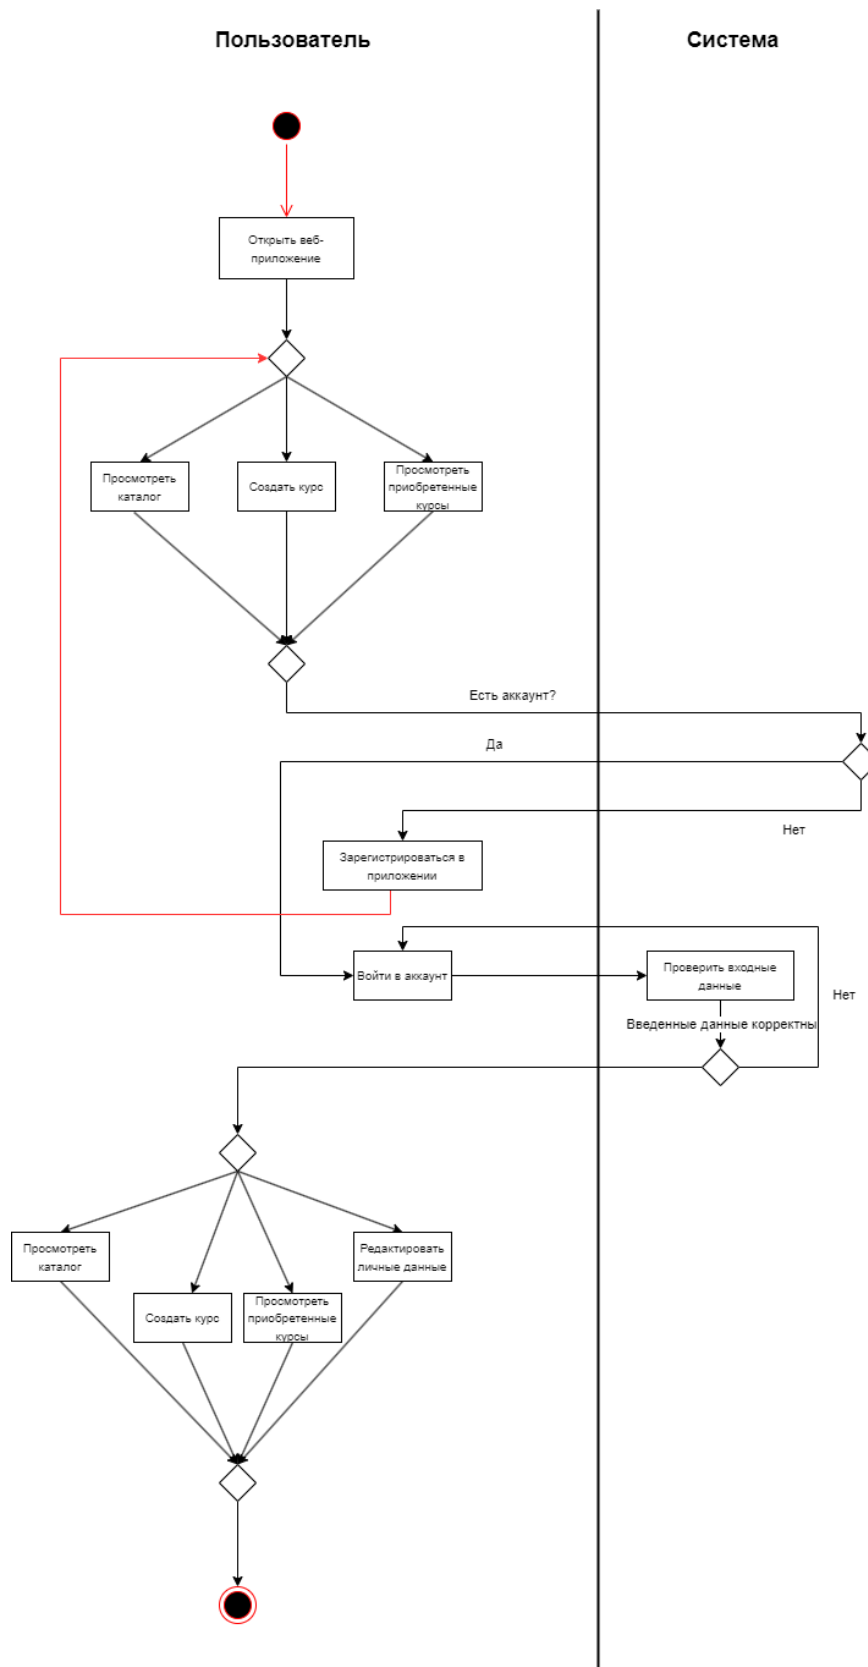 Пользователь
Система
Открыть веб-
приложение
Просмотреть
каталог
Создать курс
Просмотреть
приобретенные
курсы
Есть аккаунт?
Да
Нет
Зарегистрироваться в
приложении
Войти в аккаунт
Проверить входные
данные
Нет
Введенные данные корректны
Просмотреть
каталог
Создать курс
Просмотреть
приобретенные
курсы
Редактировать
личные данные